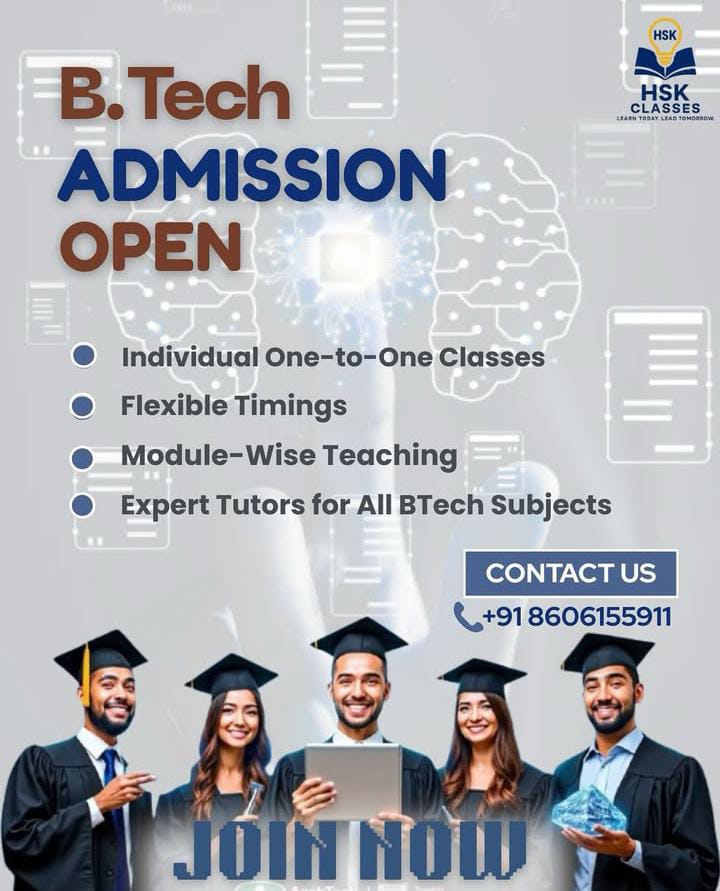 HSK
HSK
CLASSES
LEARN TODAY. LEAD TOMORROW.
B.Tech
ADMISSION
OPEN
Individual One-to-One Classes
Flexible Timings
Module-Wise Teaching
Expert Tutors for All BTech Subjects
CONTACT US
+91 8606155911
JOIN NOW